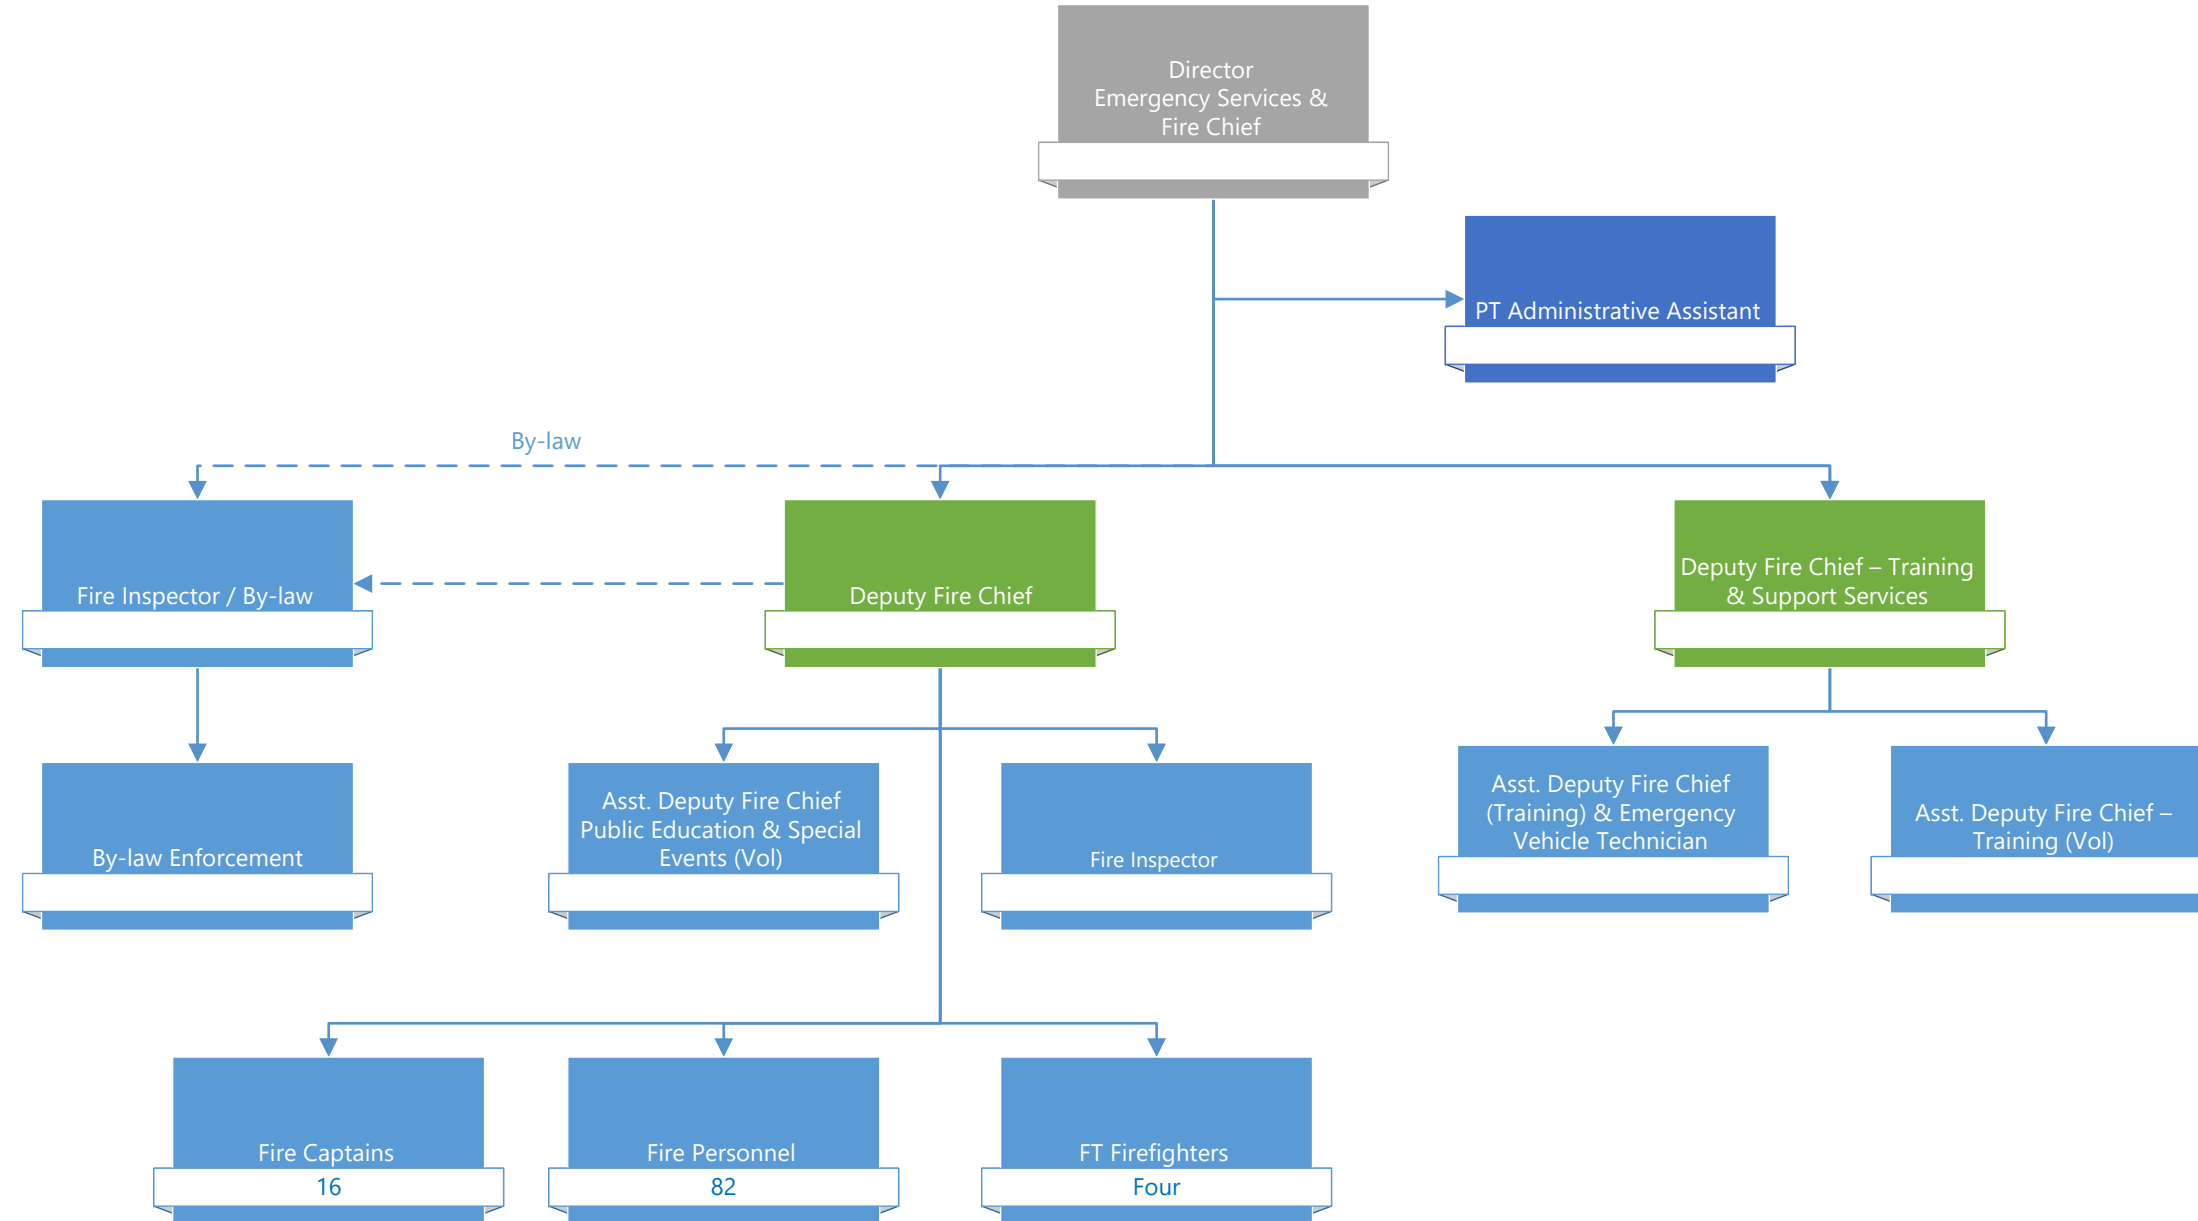 Director
Emergency Services &
Fire Chief
PT Administrative Assistant
By-law
Fire Inspector / By-law
Deputy Fire Chief
Deputy Fire Chief – Training
& Support Services
By-law Enforcement
Asst. Deputy Fire Chief
Public Education & Special
Events (Vol)
Fire Inspector
Asst. Deputy Fire Chief
(Training) & Emergency
Vehicle Technician
Asst. Deputy Fire Chief –
Training (Vol)
Fire Captains
16
Fire Personnel
82
FT Firefighters
Four